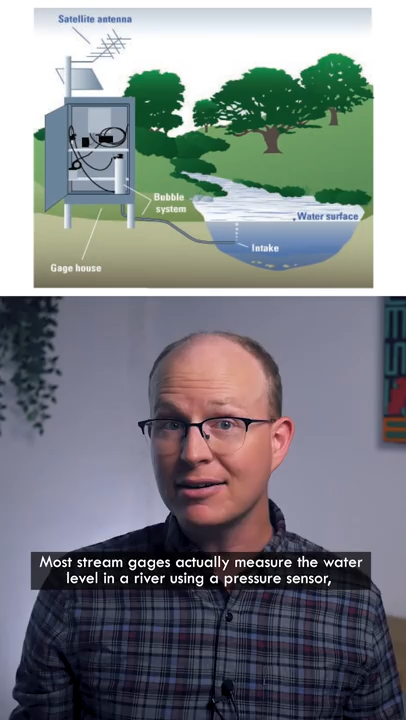 Satellite antenna
Bubble
system
Water surface
Intake
Gage house
Most stream gages actually measure the water
level in a river using a pressure sensor,